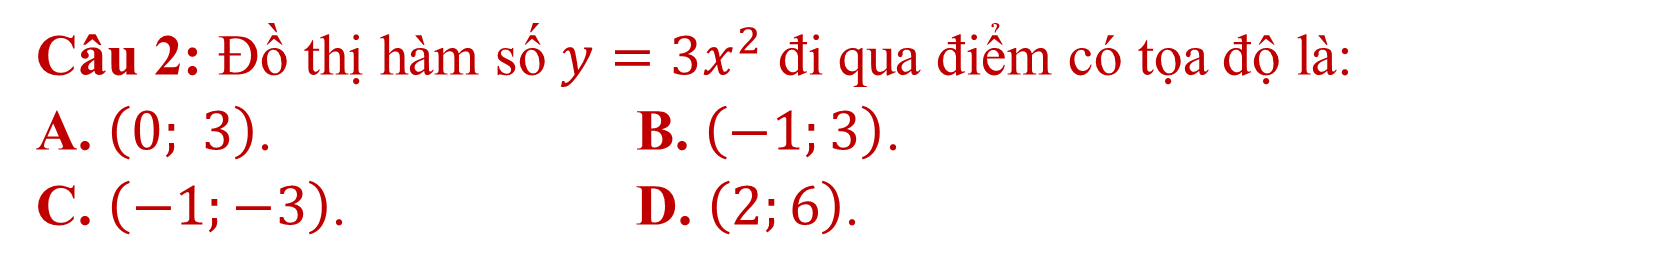 Câu 2: Đồ thị hàm số y = 3x² đi qua điểm có tọa độ là:
A. (0; 3). B. (−1; 3).
C. (−1; −3). D. (2; 6).